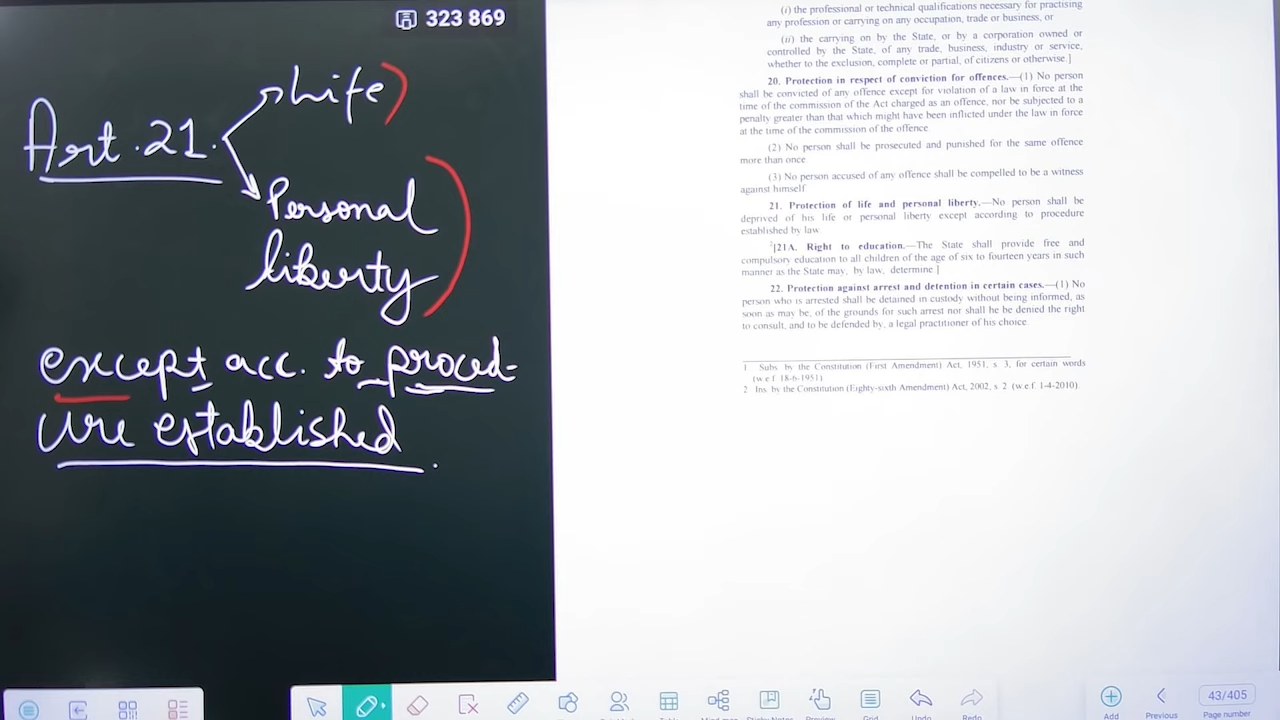 323 869
Art.21.
Life
Personal
liberty
except acc. to proced-
ure established
(i) the professional or technical qualifications necessary for practising
any profession or carrying on any occupation, trade or business, or
(ii) the carrying on by the State, or by a corporation owned or
controlled by the State, of any trade, business, industry or service,
whether to the exclusion, complete or partial, of citizens or otherwise.]
20. Protection in respect of conviction for offences.—(1) No person
shall be convicted of any offence except for violation of a law in force at the
time of the commission of the Act charged as an offence, nor be subjected to a
penalty greater than that which might have been inflicted under the law in force
at the time of the commission of the offence
(2) No person shall be prosecuted and punished for the same offence
more than once
(3) No person accused of any offence shall be compelled to be a witness
against himself
21. Protection of life and personal liberty.—No person shall be
deprived of his life or personal liberty except according to procedure
established by law
2[21A. Right to education.—The State shall provide free and
compulsory education to all children of the age of six to fourteen years in such
manner as the State may, by law, determine ]
22. Protection against arrest and detention in certain cases.—(1) No
person who is arrested shall be detained in custody without being informed, as
soon as may be, of the grounds for such arrest nor shall he be denied the right
to consult, and to be defended by, a legal practitioner of his choice
1 Subs by the Constitution (First Amendment) Act, 1951, s 3, for certain words
(w e f 18-6-1951)
2 Ins by the Constitution (Eighty-sixth Amendment) Act, 2002, s 2 (w e f 1-4-2010)
Grid
Undo
Redo
Add
Previous
43/405
Page number